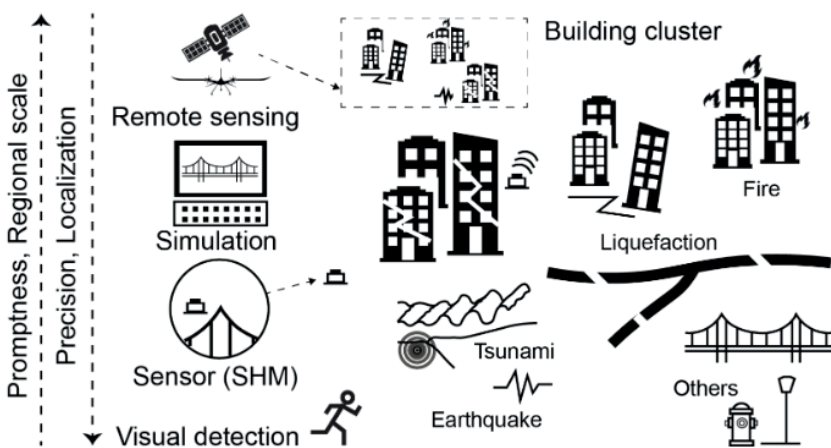 Promptness, Regional scale
Precision, Localization
Remote sensing
Simulation
Sensor (SHM)
Visual detection
Building cluster
Fire
Liquefaction
Tsunami
Earthquake
Others